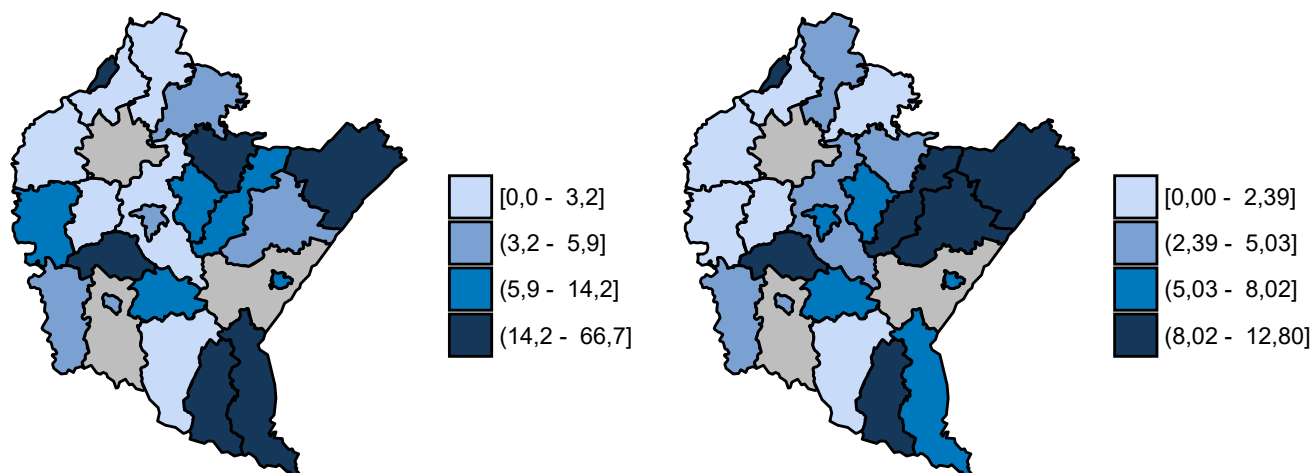 [0,0 - 3,2]
(3,2 - 5,9]
(5,9 - 14,2]
(14,2 - 66,7]
[0,00 - 2,39]
(2,39 - 5,03]
(5,03 - 8,02]
(8,02 - 12,80]